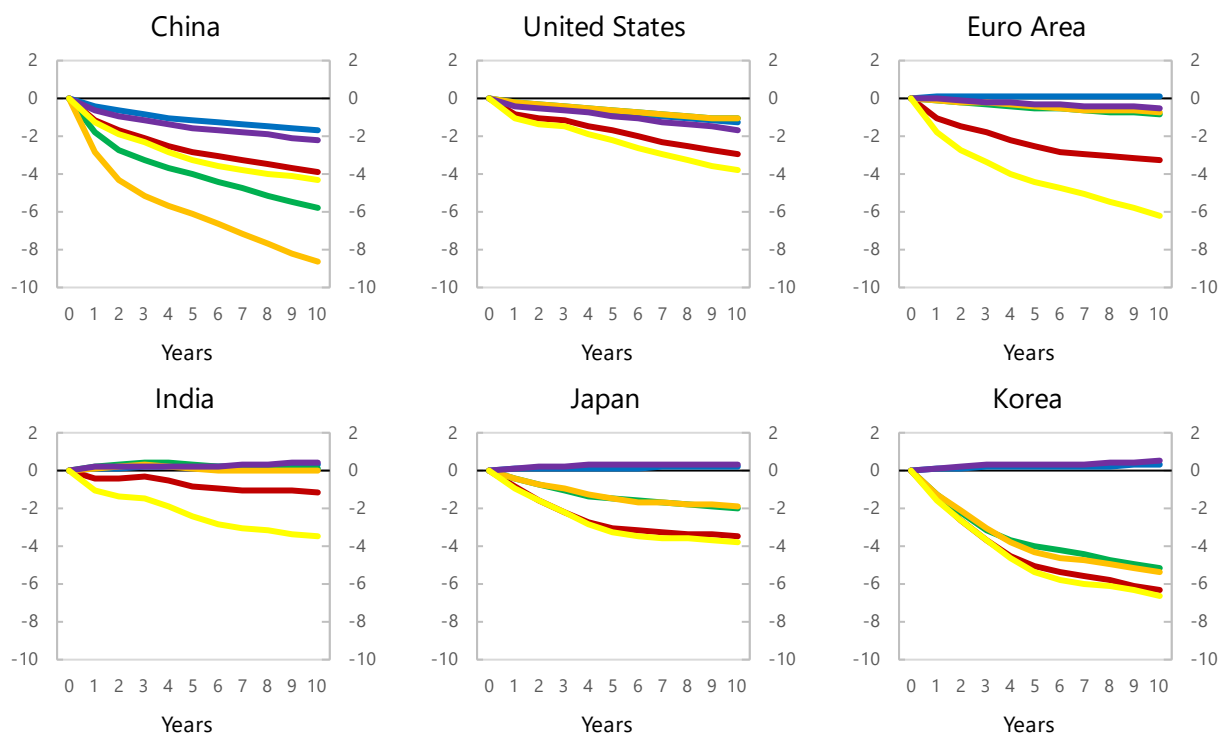 China
United States
Euro Area
2 2 2 2 2 2
0 0 0 0 0 0
-2 -2 -2 -2 -2 -2
-4 -4 -4 -4 -4 -4
-6 -6 -6 -6 -6 -6
-8 -8 -8 -8 -8 -8
-10 -10 -10 -10 -10 -10
0 1 2 3 4 5 6 7 8 9 10 0 1 2 3 4 5 6 7 8 9 10 0 1 2 3 4 5 6 7 8 9 10
Years Years Years
India
Japan
Korea
2 2 2 2 2 2
0 0 0 0 0 0
-2 -2 -2 -2 -2 -2
-4 -4 -4 -4 -4 -4
-6 -6 -6 -6 -6 -6
-8 -8 -8 -8 -8 -8
-10 -10 -10 -10 -10 -10
0 1 2 3 4 5 6 7 8 9 10 0 1 2 3 4 5 6 7 8 9 10 0 1 2 3 4 5 6 7 8 9 10
Years Years Years